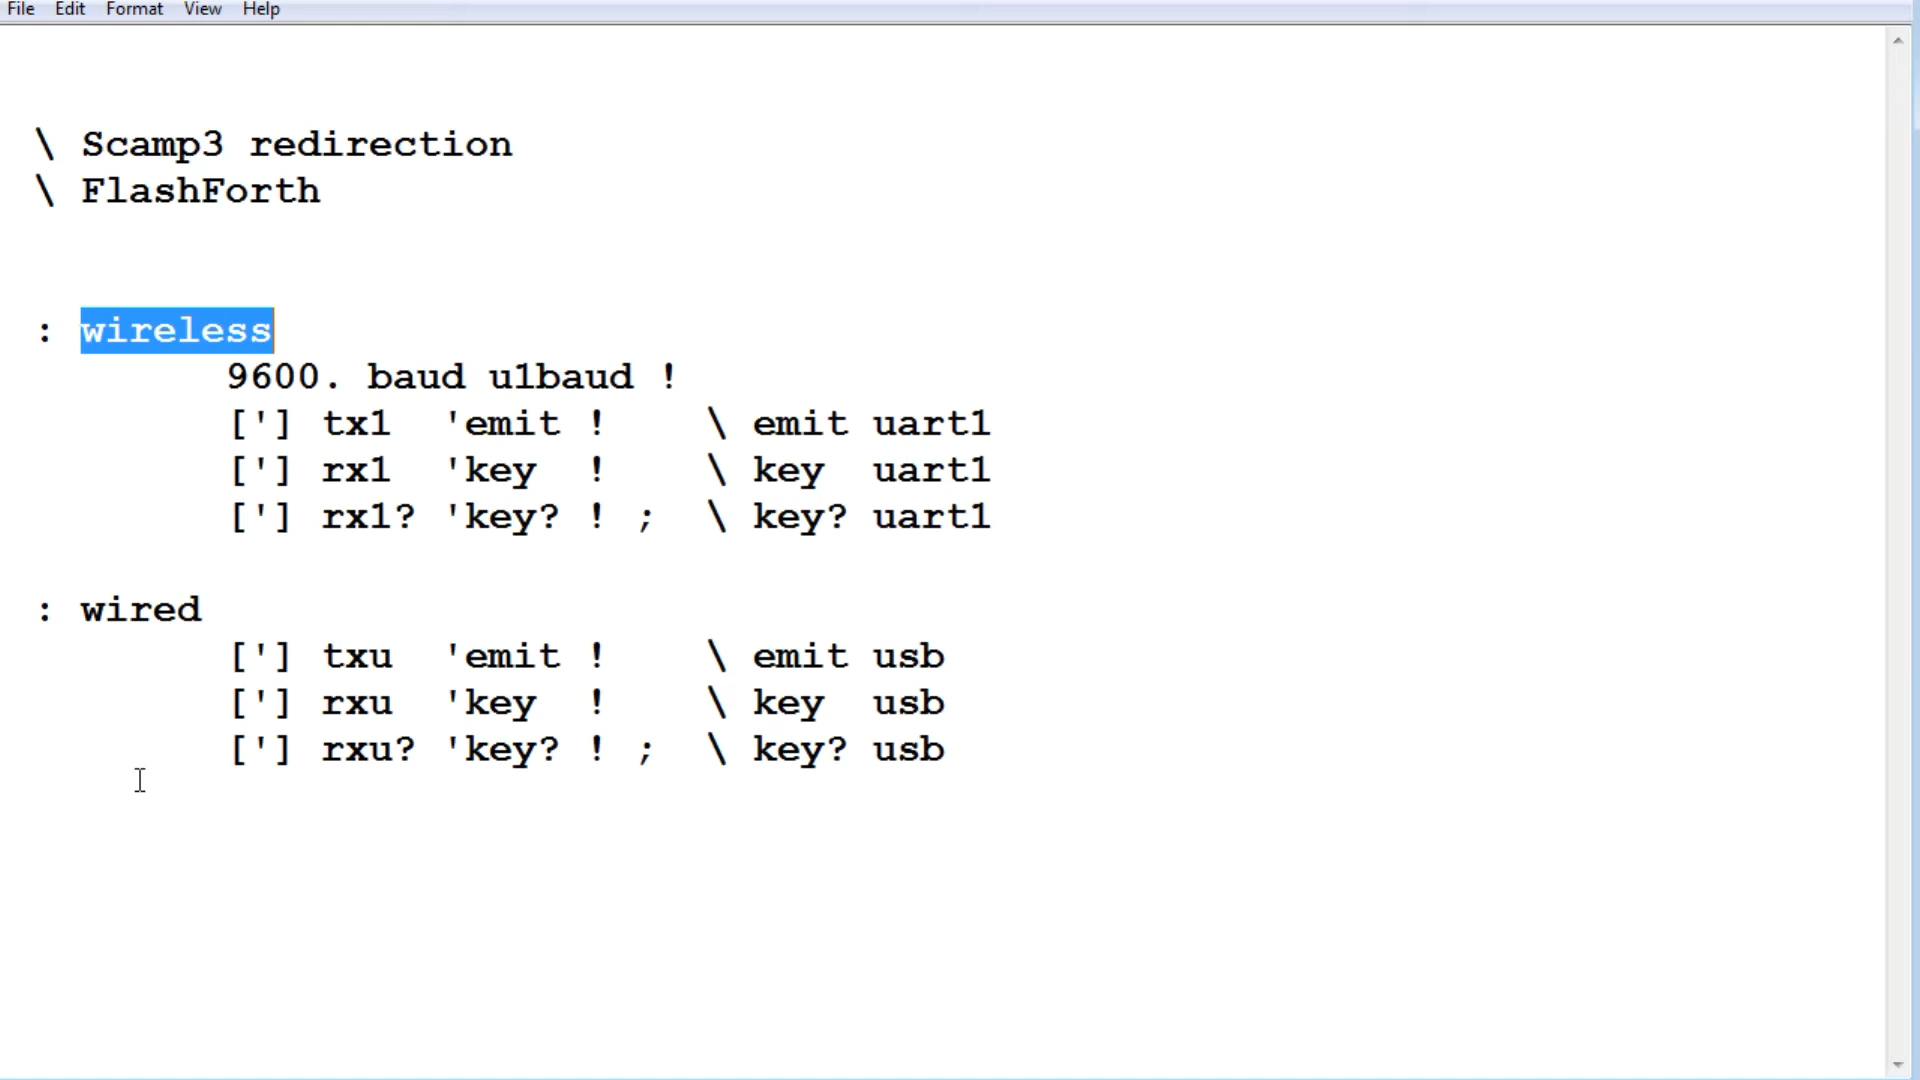 File Edit Format View Help
\ Scamp3 redirection
\ FlashForth
: wireless
9600. baud u1baud !
['] tx1 'emit ! \ emit uart1
['] rx1 'key ! \ key uart1
['] rx1? 'key? ! ; \ key? uart1
: wired
['] txu 'emit ! \ emit usb
['] rxu 'key ! \ key usb
['] rxu? 'key? ! ; \ key? usb